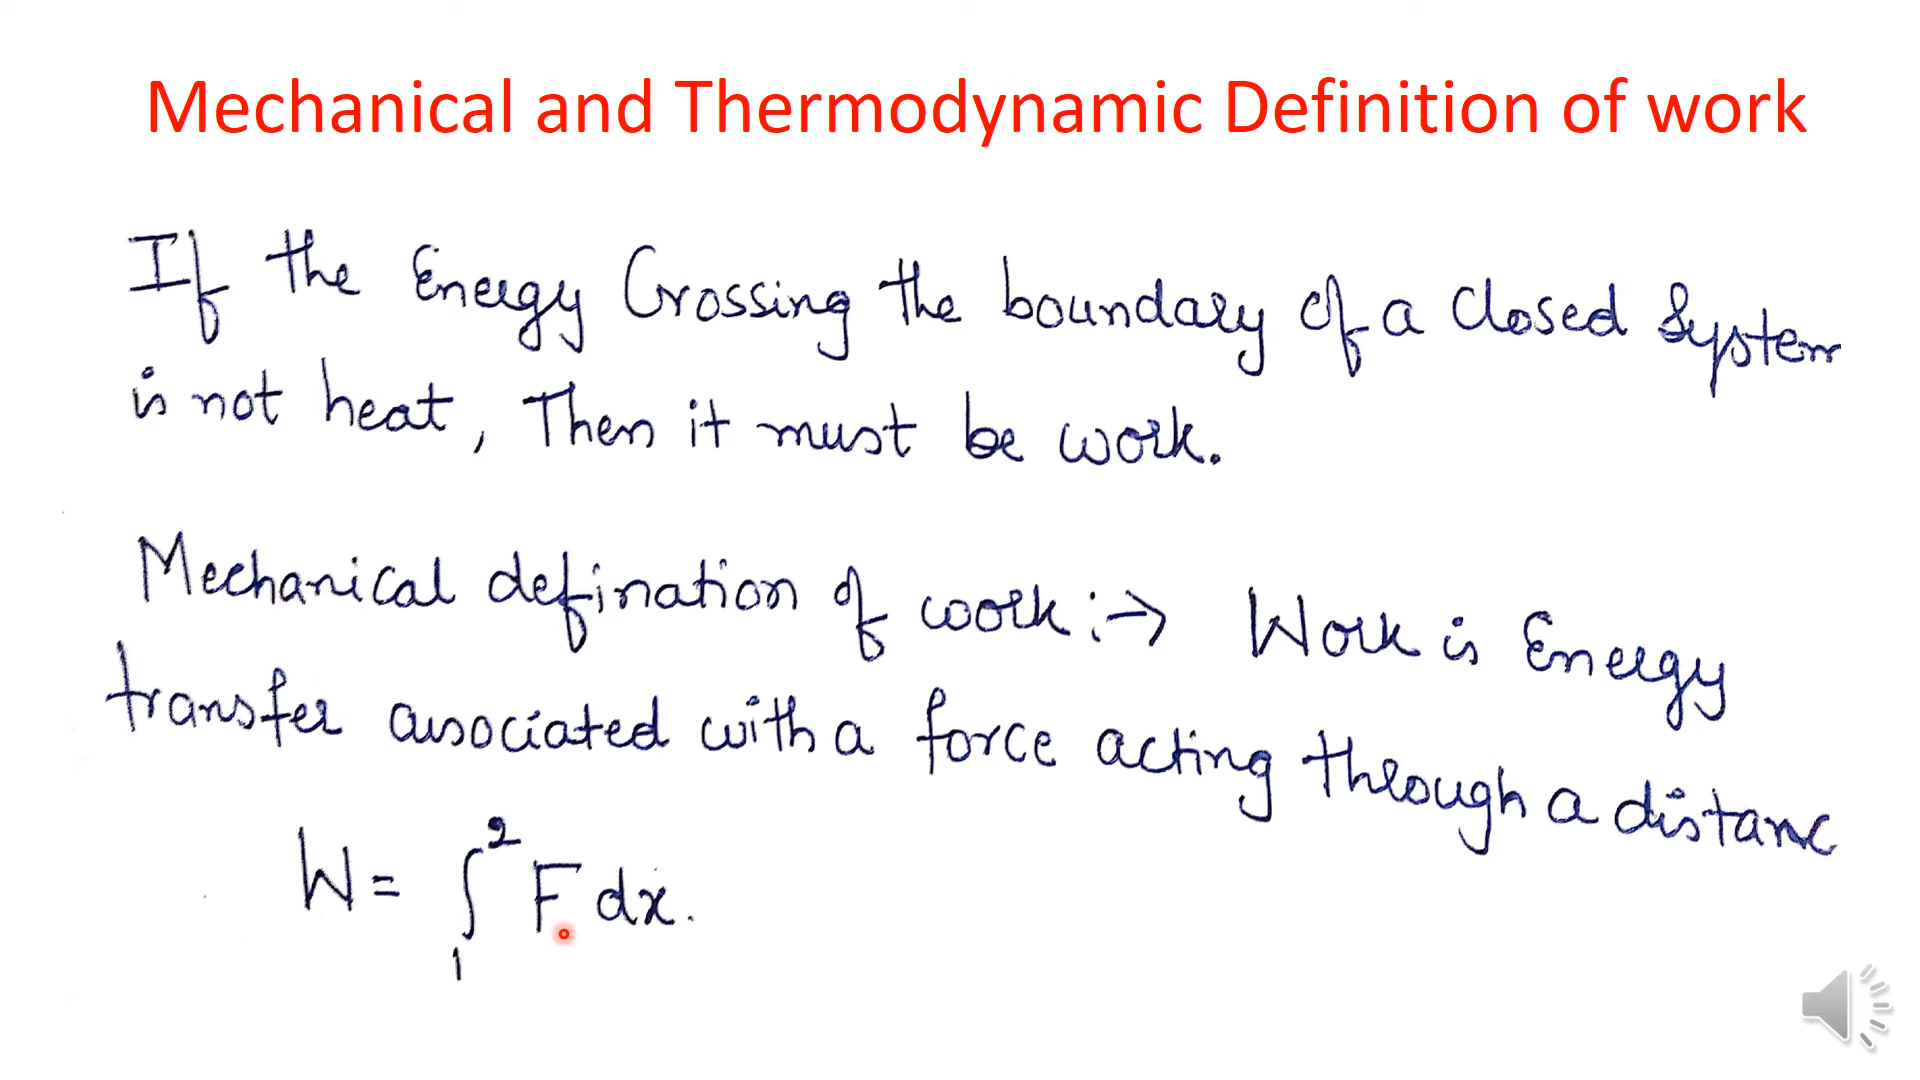 Mechanical and Thermodynamic Definition of work
If the Energy Crossing the boundary of a Closed System
is not heat, Then it must be work.
Mechanical defination of work :→ Work is Energy
transfer associated with a force acting through a distanc
W = ∫₁² F dx.